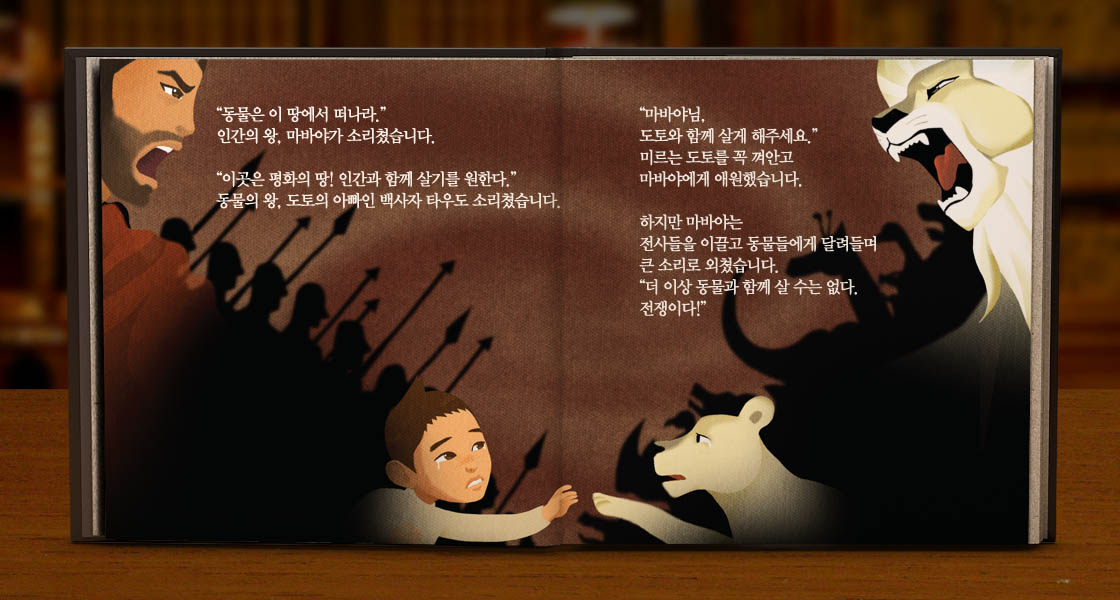 “동물은 이 땅에서 떠나라.”
인간의 왕, 마바야가 소리쳤습니다.
“이곳은 평화의 땅! 인간과 함께 살기를 원한다.”
동물의 왕, 도토의 아빠인 백사자 타우도 소리쳤습니다.
“마바야님,
도토와 함께 살게 해주세요.”
미르는 도토를 꼭 껴안고
마바야에게 애원했습니다.
하지만 마바야는
전사들을 이끌고 동물들에게 달려들며
큰 소리로 외쳤습니다.
“더 이상 동물과 함께 살 수는 없다.
전쟁이다!”